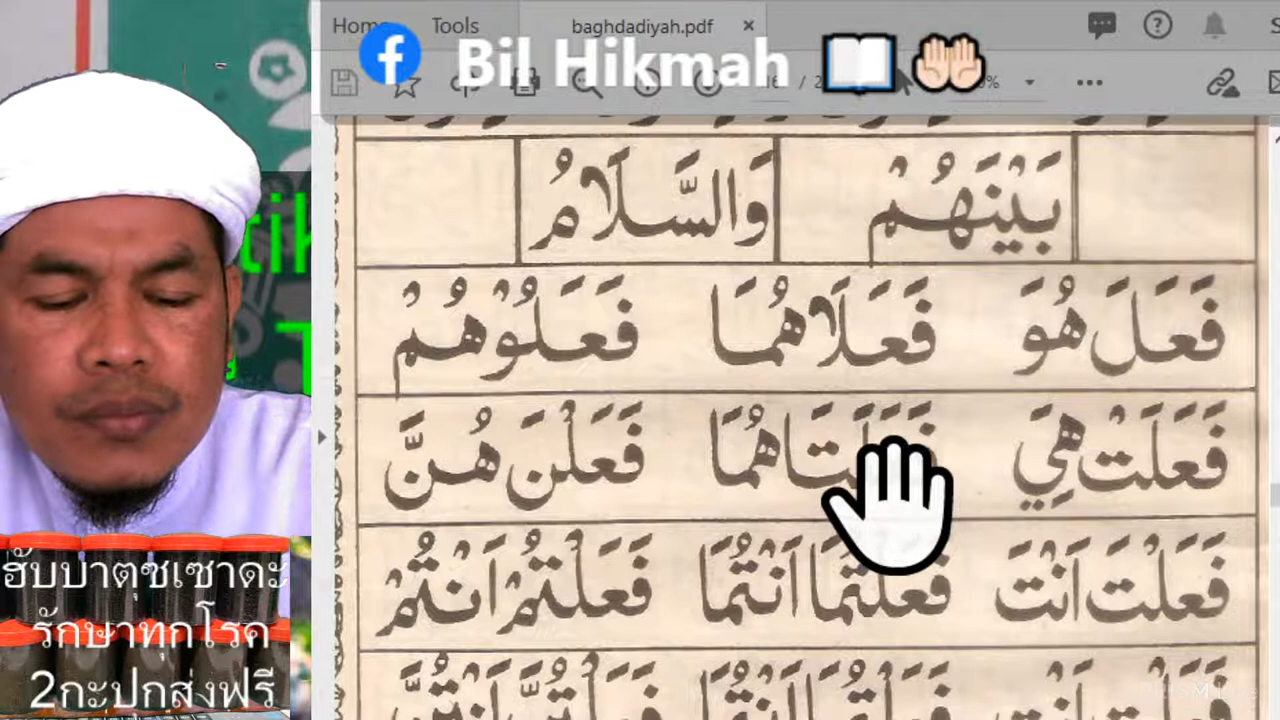 Home Tools baghdadiyah.pdf
Bil Hikmah
بَيْنَهُمْ وَالسَّلَامُ
فَعَلَ هُوَ فَعَلَا هُمَا فَعَلُوْ هُمْ
فَعَلَتْ هِيَ فَعَلَتَا هُمَا فَعَلْنَ هُنَّ
فَعَلْتَ اَنْتَ فَعَلْتُمَا اَنْتُمَا فَعَلْتُمْ اَنْتُمْ
ฮับบาตุซเซาดะ
รักษาทุกโรค
2กะปุกส่งฟรี